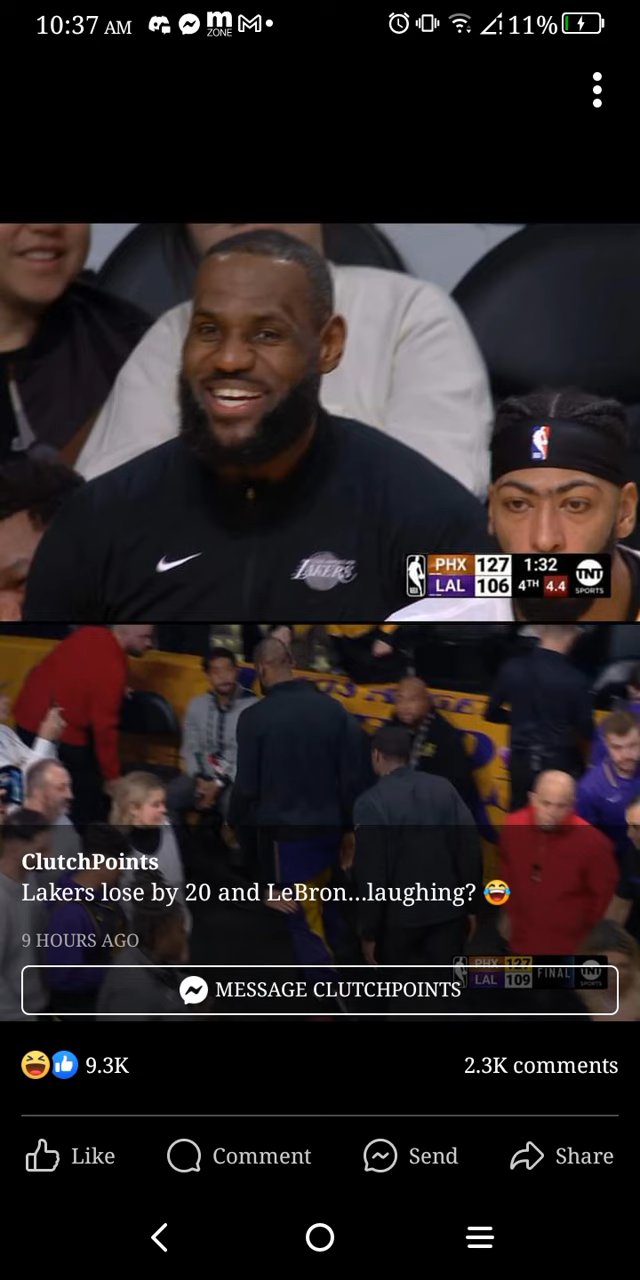 10:37 AM
m
ZONE
11%
LAKERS
PHX 127 1:32 TNT
LAL 106 4TH 4.4 SPORTS
ClutchPoints
Lakers lose by 20 and LeBron...laughing? 😂
9 HOURS AGO
PHX 127 FINAL TNT
LAL 109
MESSAGE CLUTCHPOINTS
9.3K
2.3K comments
Like
Comment
Send
Share